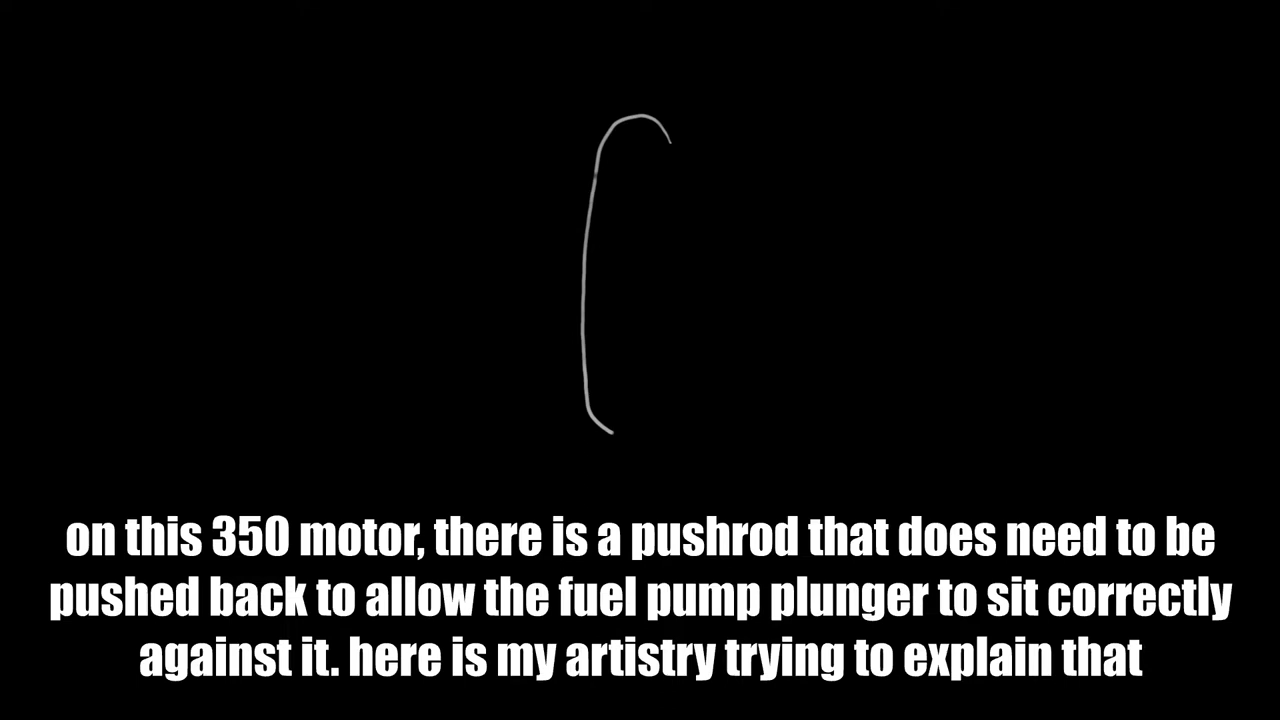 on this 350 motor, there is a pushrod that does need to be
pushed back to allow the fuel pump plunger to sit correctly
against it. here is my artistry trying to explain that